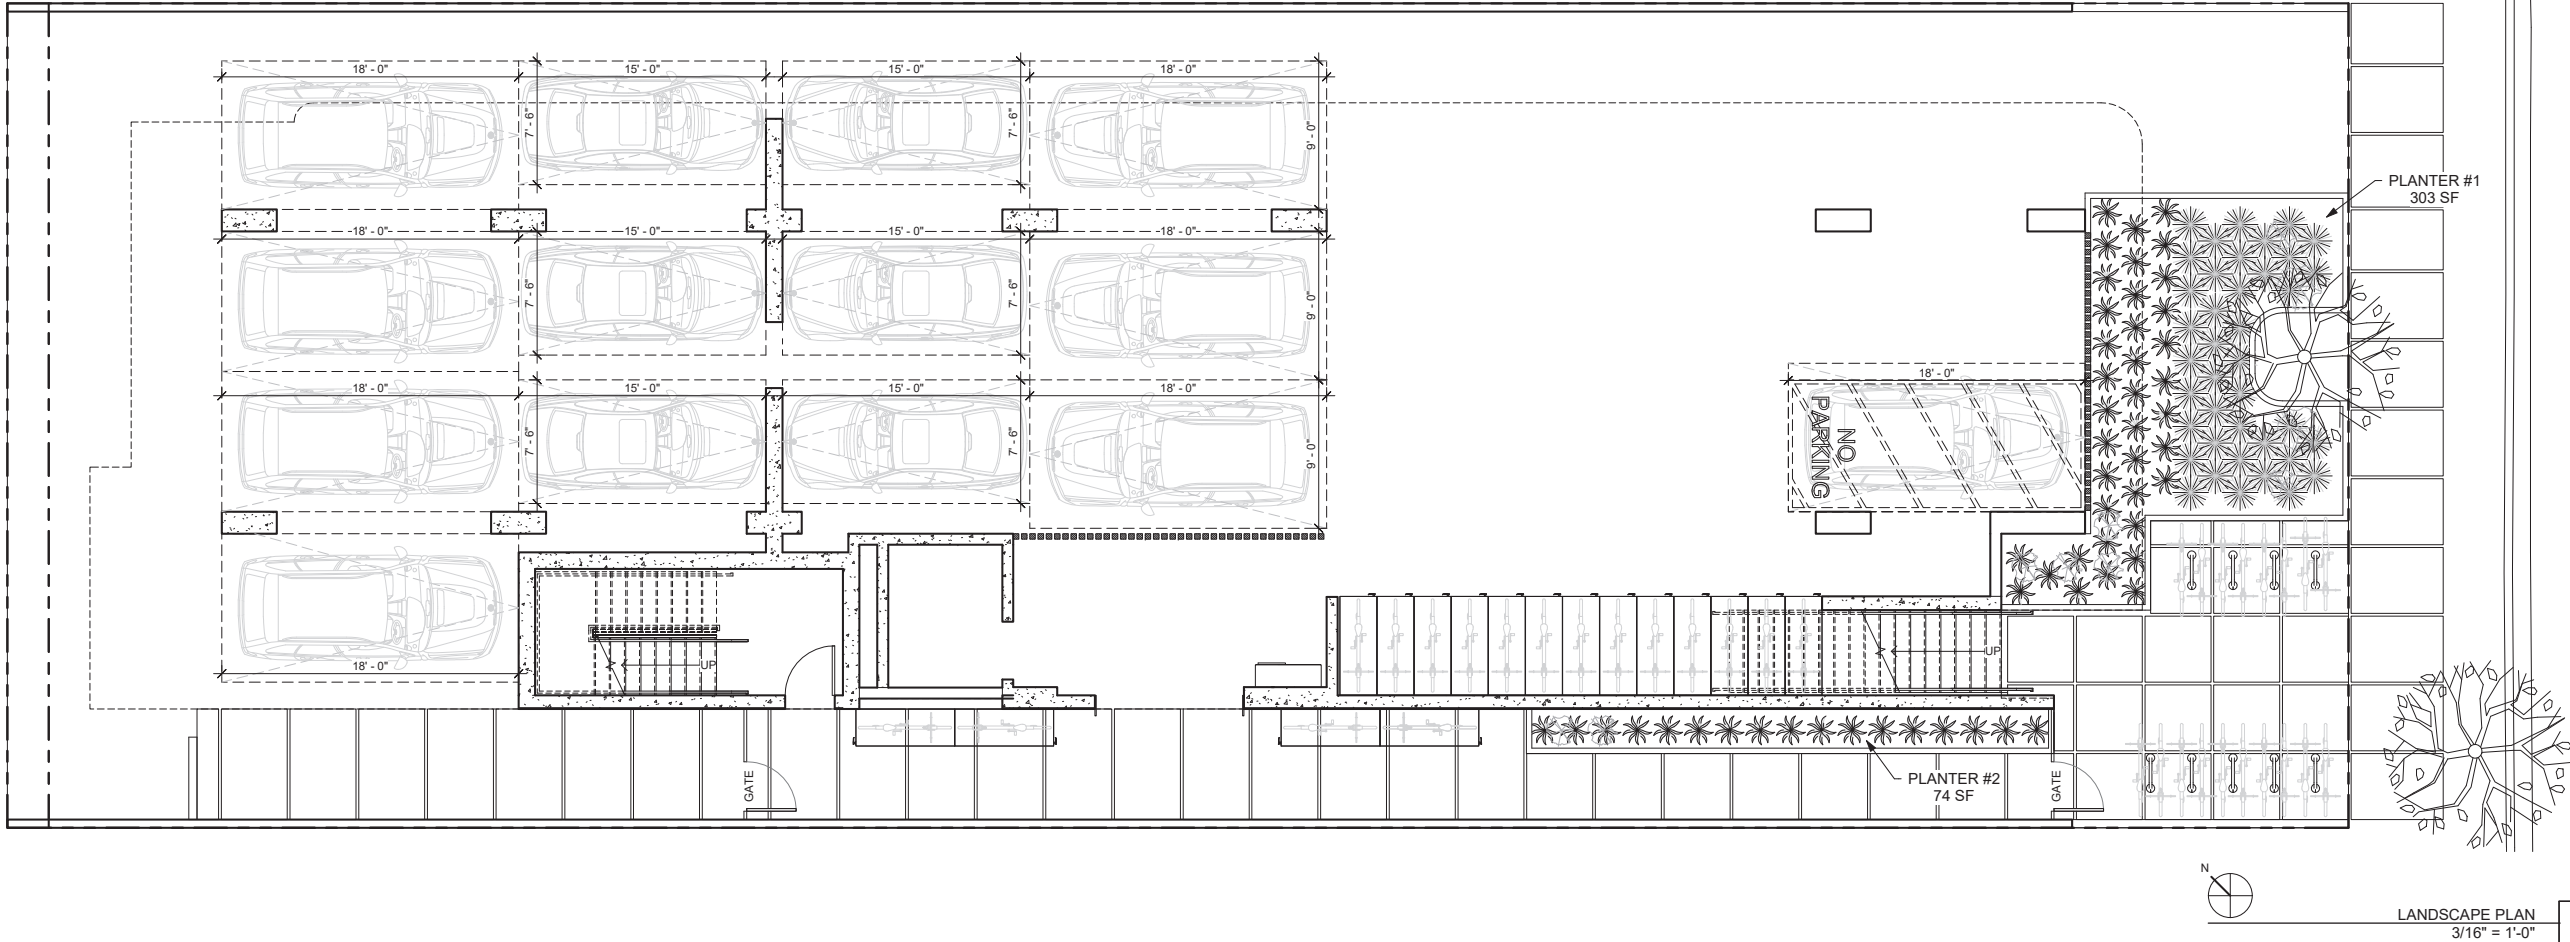 18' - 0"
15' - 0"
15' - 0"
18' - 0"
7' - 6"
7' - 6"
9' - 0"
PLANTER #1
303 SF
18' - 0"
15' - 0"
15' - 0"
18' - 0"
7' - 6"
7' - 6"
9' - 0"
18' - 0"
18' - 0"
15' - 0"
15' - 0"
18' - 0"
7' - 6"
7' - 6"
9' - 0"
NO
PARKING
UP
UP
18' - 0"
GATE
GATE
PLANTER #2
74 SF
N
LANDSCAPE PLAN
3/16" = 1'-0"